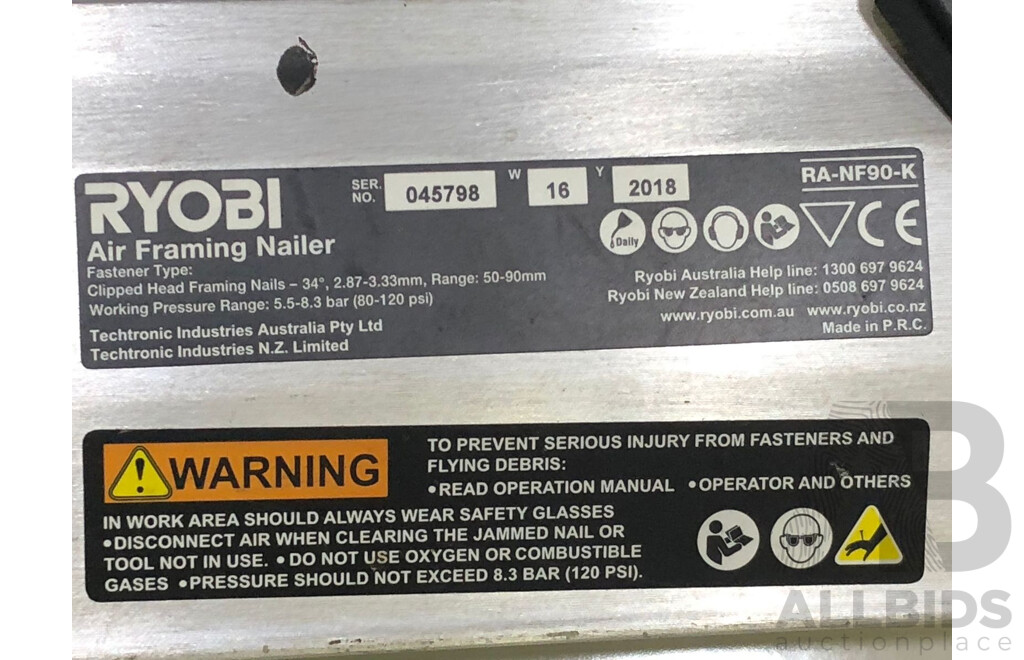 RYOBI
Air Framing Nailer
Fastener Type:
Clipped Head Framing Nails – 34°, 2.87-3.33mm, Range: 50-90mm
Working Pressure Range: 5.5-8.3 bar (80-120 psi)
Techtronic Industries Australia Pty Ltd
Techtronic Industries N.Z. Limited
SER.
NO. 045798 W 16 Y 2018
RA-NF90-K
Daily
CE
Ryobi Australia Help line: 1300 697 9624
Ryobi New Zealand Help line: 0508 697 9624
www.ryobi.com.au www.ryobi.co.nz
Made in P.R.C.
WARNING
TO PREVENT SERIOUS INJURY FROM FASTENERS AND
FLYING DEBRIS:
•READ OPERATION MANUAL •OPERATOR AND OTHERS
IN WORK AREA SHOULD ALWAYS WEAR SAFETY GLASSES
•DISCONNECT AIR WHEN CLEARING THE JAMMED NAIL OR
TOOL NOT IN USE. •DO NOT USE OXYGEN OR COMBUSTIBLE
GASES •PRESSURE SHOULD NOT EXCEED 8.3 BAR (120 PSI).
B
ALLBIDS
auctionplace